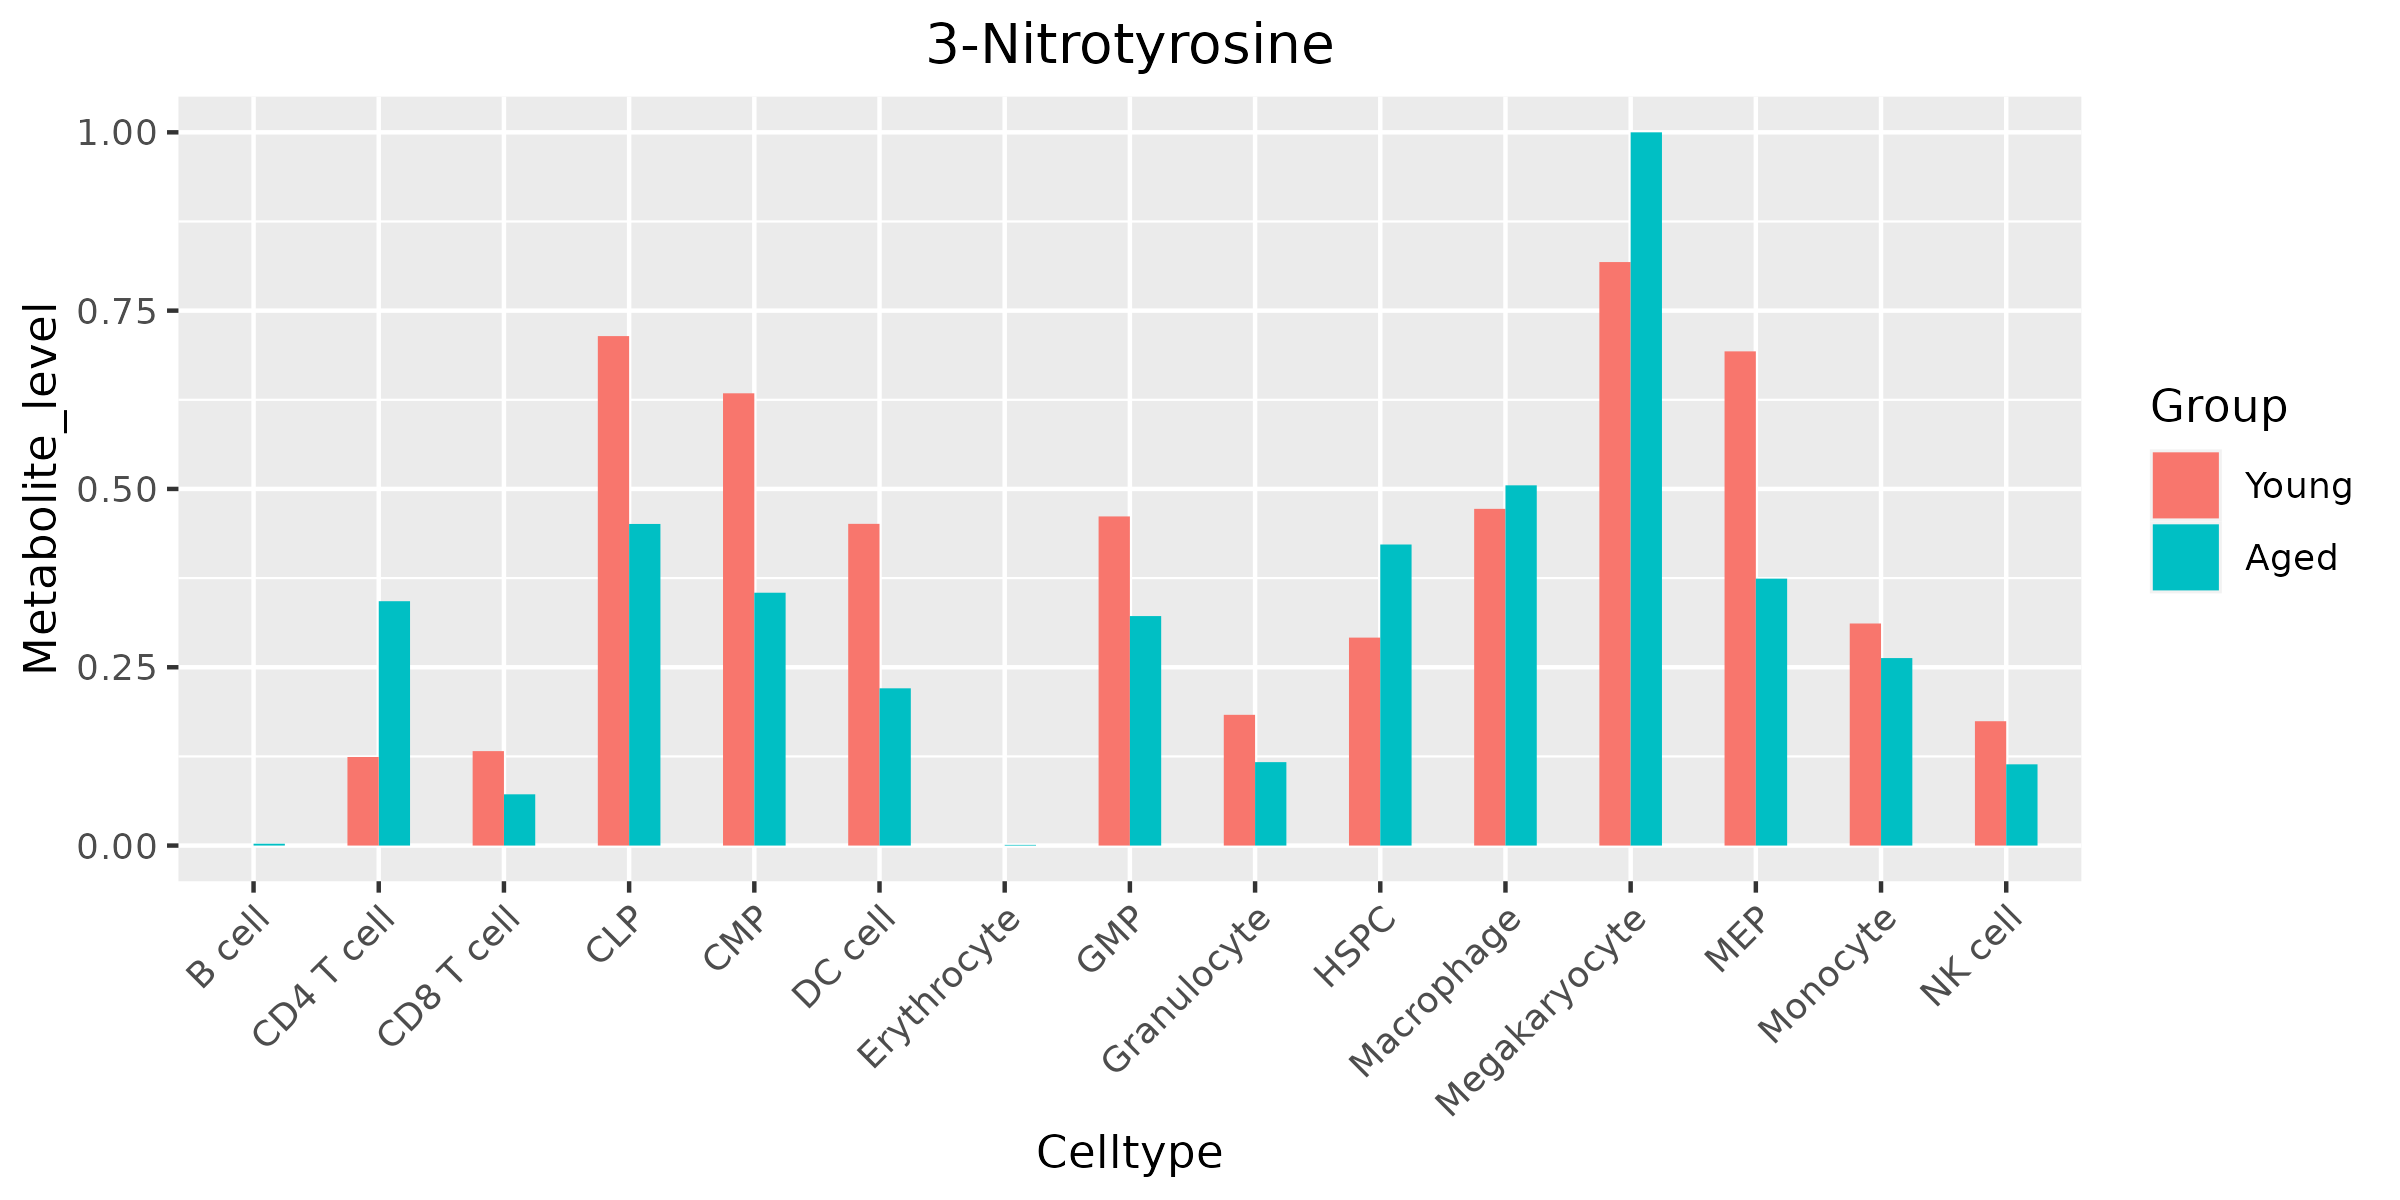 3-Nitrotyrosine
Metabolite_level
1.00
0.75
0.50
0.25
0.00
B cell
CD4 T cell
CD8 T cell
CLP
CMP
DC cell
Erythrocyte
GMP
Granulocyte
HSPC
Macrophage
Megakaryocyte
MEP
Monocyte
NK cell
Celltype
Group
Young
Aged